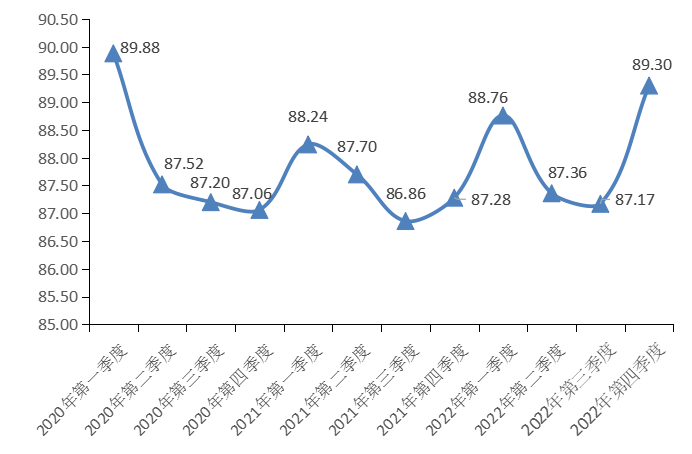 90.50
90.00
89.50
89.00
88.50
88.00
87.50
87.00
86.50
86.00
85.50
85.00
89.88
87.52
87.20
87.06
88.24
87.70
86.86
87.28
88.76
87.36
87.17
89.30
2020年第一季度
2020年第二季度
2020年第三季度
2020年第四季度
2021年第一季度
2021年第二季度
2021年第三季度
2021年第四季度
2022年第一季度
2022年第二季度
2022年第三季度
2022年第四季度